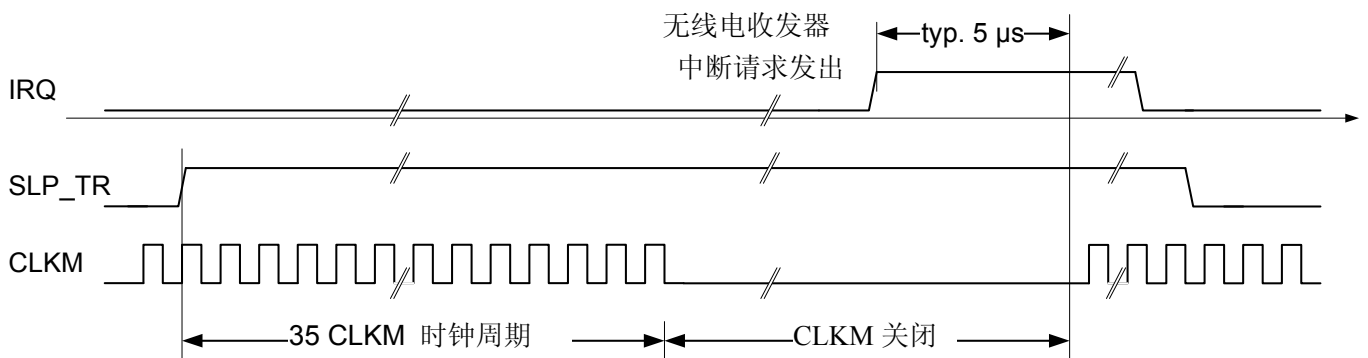 无线电收发器
typ. 5 µs
中断请求发出
IRQ
SLP_TR
CLKM
35 CLKM 时钟周期
CLKM 关闭